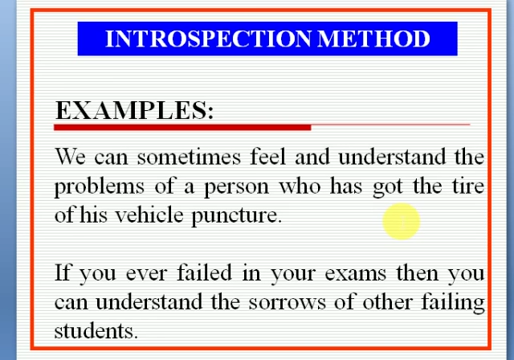 INTROSPECTION METHOD
EXAMPLES:
We can sometimes feel and understand the
problems of a person who has got the tire
of his vehicle puncture.
If you ever failed in your exams then you
can understand the sorrows of other failing
students.